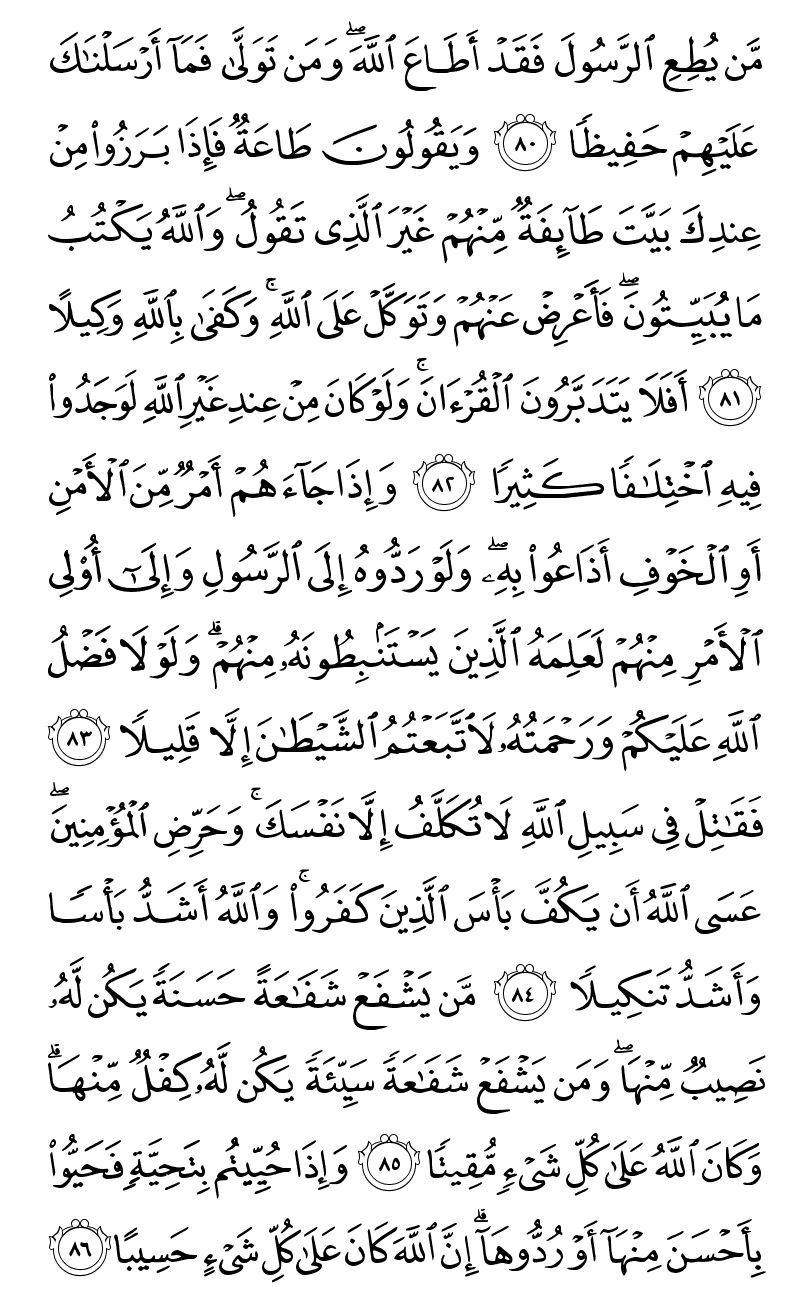 مَّن يُطِعِ ٱلرَّسُولَ فَقَدْ أَطَاعَ ٱللَّهَۖ وَمَن تَوَلَّىٰ فَمَآ أَرْسَلْنَٰكَ
عَلَيْهِمْ حَفِيظًا ٨٠ وَيَقُولُونَ طَاعَةٌ فَإِذَا بَرَزُوا۟ مِنْ
عِندِكَ بَيَّتَ طَآئِفَةٌ مِّنْهُمْ غَيْرَ ٱلَّذِى تَقُولُۖ وَٱللَّهُ يَكْتُبُ
مَا يُبَيِّتُونَۖ فَأَعْرِضْ عَنْهُمْ وَتَوَكَّلْ عَلَى ٱللَّهِۚ وَكَفَىٰ بِٱللَّهِ وَكِيلًا
٨١ أَفَلَا يَتَدَبَّرُونَ ٱلْقُرْءَانَۚ وَلَوْ كَانَ مِنْ عِندِ غَيْرِ ٱللَّهِ لَوَجَدُوا۟
فِيهِ ٱخْتِلَٰفًا كَثِيرًا ٨٢ وَإِذَا جَآءَهُمْ أَمْرٌ مِّنَ ٱلْأَمْنِ
أَوِ ٱلْخَوْفِ أَذَاعُوا۟ بِهِۦۖ وَلَوْ رَدُّوهُ إِلَى ٱلرَّسُولِ وَإِلَىٰٓ أُو۟لِى
ٱلْأَمْرِ مِنْهُمْ لَعَلِمَهُ ٱلَّذِينَ يَسْتَنۢبِطُونَهُۥ مِنْهُمْۗ وَلَوْلَا فَضْلُ
ٱللَّهِ عَلَيْكُمْ وَرَحْمَتُهُۥ لَٱتَّبَعْتُمُ ٱلشَّيْطَٰنَ إِلَّا قَلِيلًا ٨٣
فَقَٰتِلْ فِى سَبِيلِ ٱللَّهِ لَا تُكَلَّفُ إِلَّا نَفْسَكَۚ وَحَرِّضِ ٱلْمُؤْمِنِينَۖ
عَسَى ٱللَّهُ أَن يَكُفَّ بَأْسَ ٱلَّذِينَ كَفَرُوا۟ۚ وَٱللَّهُ أَشَدُّ بَأْسًا
وَأَشَدُّ تَنكِيلًا ٨٤ مَّن يَشْفَعْ شَفَٰعَةً حَسَنَةً يَكُن لَّهُۥ
نَصِيبٌ مِّنْهَاۖ وَمَن يَشْفَعْ شَفَٰعَةً سَيِّئَةً يَكُن لَّهُۥ كِفْلٌ مِّنْهَاۗ
وَكَانَ ٱللَّهُ عَلَىٰ كُلِّ شَىْءٍ مُّقِيتًا ٨٥ وَإِذَا حُيِّيتُم بِتَحِيَّةٍ فَحَيُّوا۟
بِأَحْسَنَ مِنْهَآ أَوْ رُدُّوهَآۗ إِنَّ ٱللَّهَ كَانَ عَلَىٰ كُلِّ شَىْءٍ حَسِيبًا ٨٦